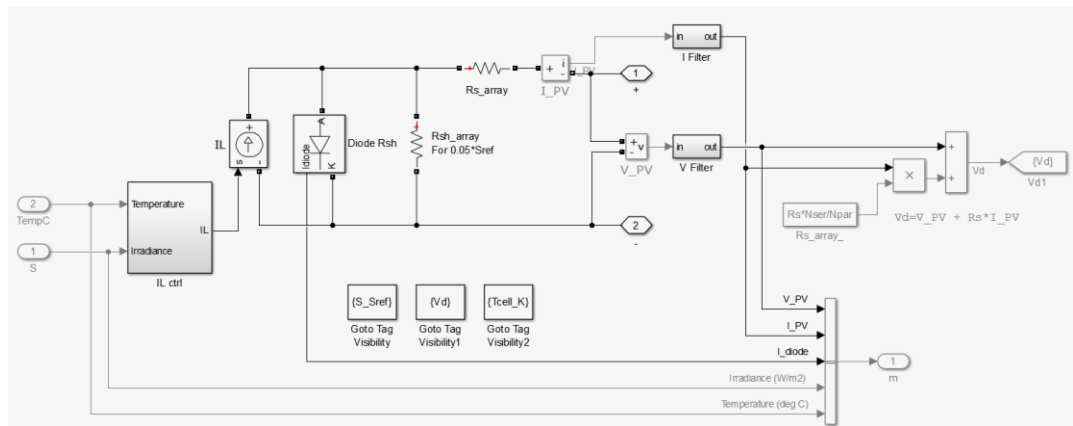 in
out
I Filter
i
I_PV
+
-
I_PV
Rs_array
1
+
IL
+
s
-
A
Idiode
K
Diode Rsh
Rsh_array
For 0.05*Sref
+
-
v
V_PV
in
out
V Filter
+
+
×
Vd
{Vd}
Vd1
2
TempC
Temperature
IL
Irradiance
1
S
IL ctrl
2
-
Rs*Nser/Npar
Rs_array_
Vd=V_PV + Rs*I_PV
{S_Sref}
Goto Tag
Visibility
{Vd}
Goto Tag
Visibility1
{Tcell_K}
Goto Tag
Visibility2
V_PV
I_PV
I_diode
1
m
Irradiance (W/m2)
Temperature (deg C)